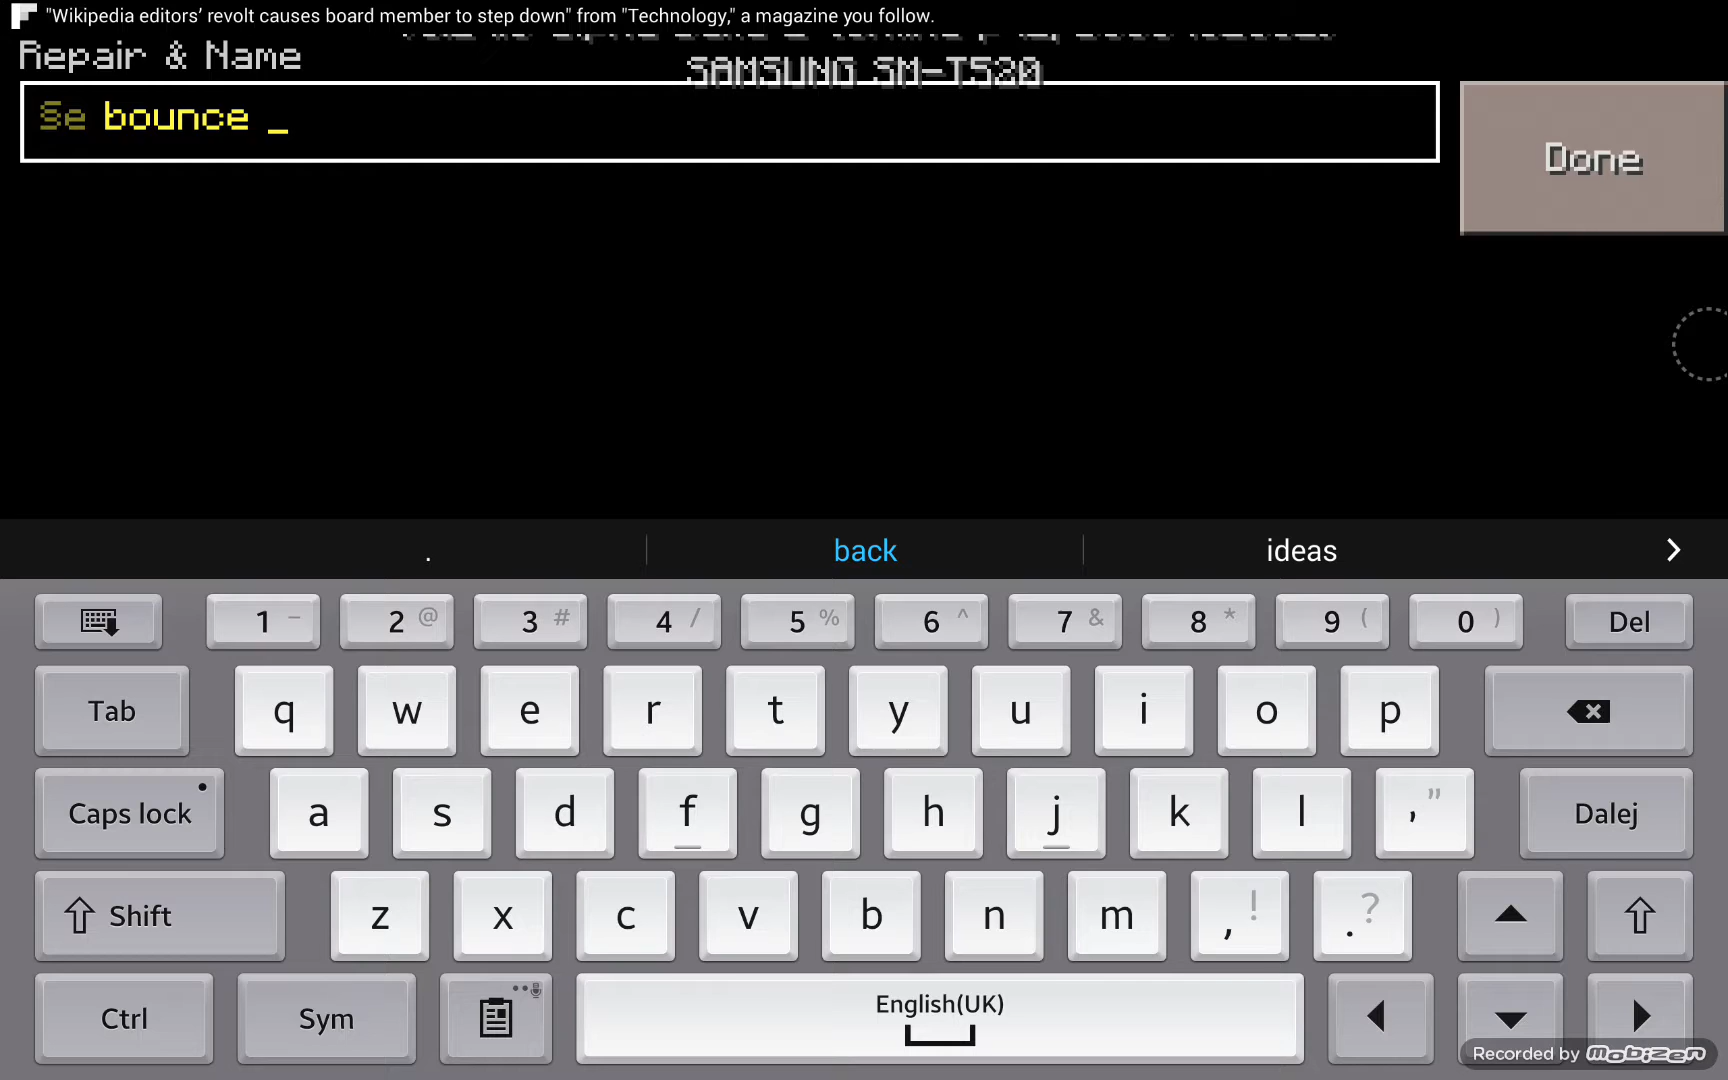 "Wikipedia editors’ revolt causes board member to step down" from "Technology," a magazine you follow.
Repair & Name
SAMSUNG SM-T520
§e bounce _
Done
. back ideas
1 - 2 @ 3 # 4 / 5 % 6 ^ 7 & 8 * 9 ( 0 ) Del
Tab q w e r t y u i o p
Caps lock a s d f g h j k l ' " Dalej
Shift z x c v b n m , ! . ?
Ctrl Sym English(UK)
Recorded by mobizen